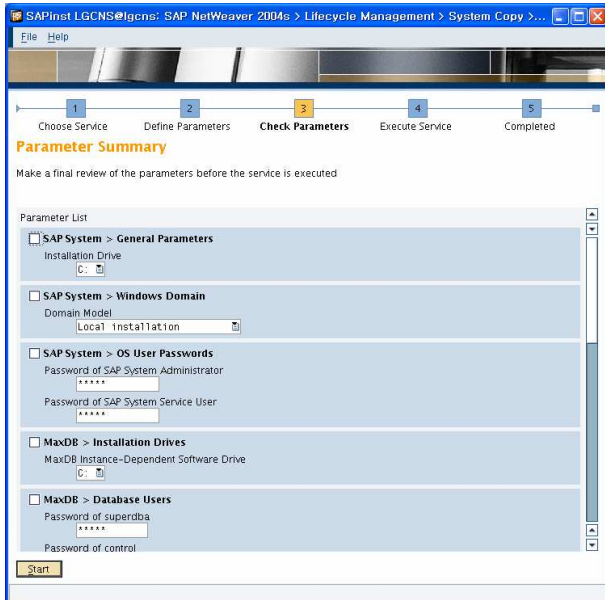 SAPinst LGCNS@lgcns: SAP NetWeaver 2004s > Lifecycle Management > System Copy >...
File Help
1 2 3 4 5
Choose Service Define Parameters Check Parameters Execute Service Completed
Parameter Summary
Make a final review of the parameters before the service is executed
Parameter List
SAP System > General Parameters
Installation Drive
C:
SAP System > Windows Domain
Domain Model
Local installation
SAP System > OS User Passwords
Password of SAP System Administrator
*****
Password of SAP System Service User
*****
MaxDB > Installation Drives
MaxDB Instance-Dependent Software Drive
C:
MaxDB > Database Users
Password of superdba
*****
Password of control
Start